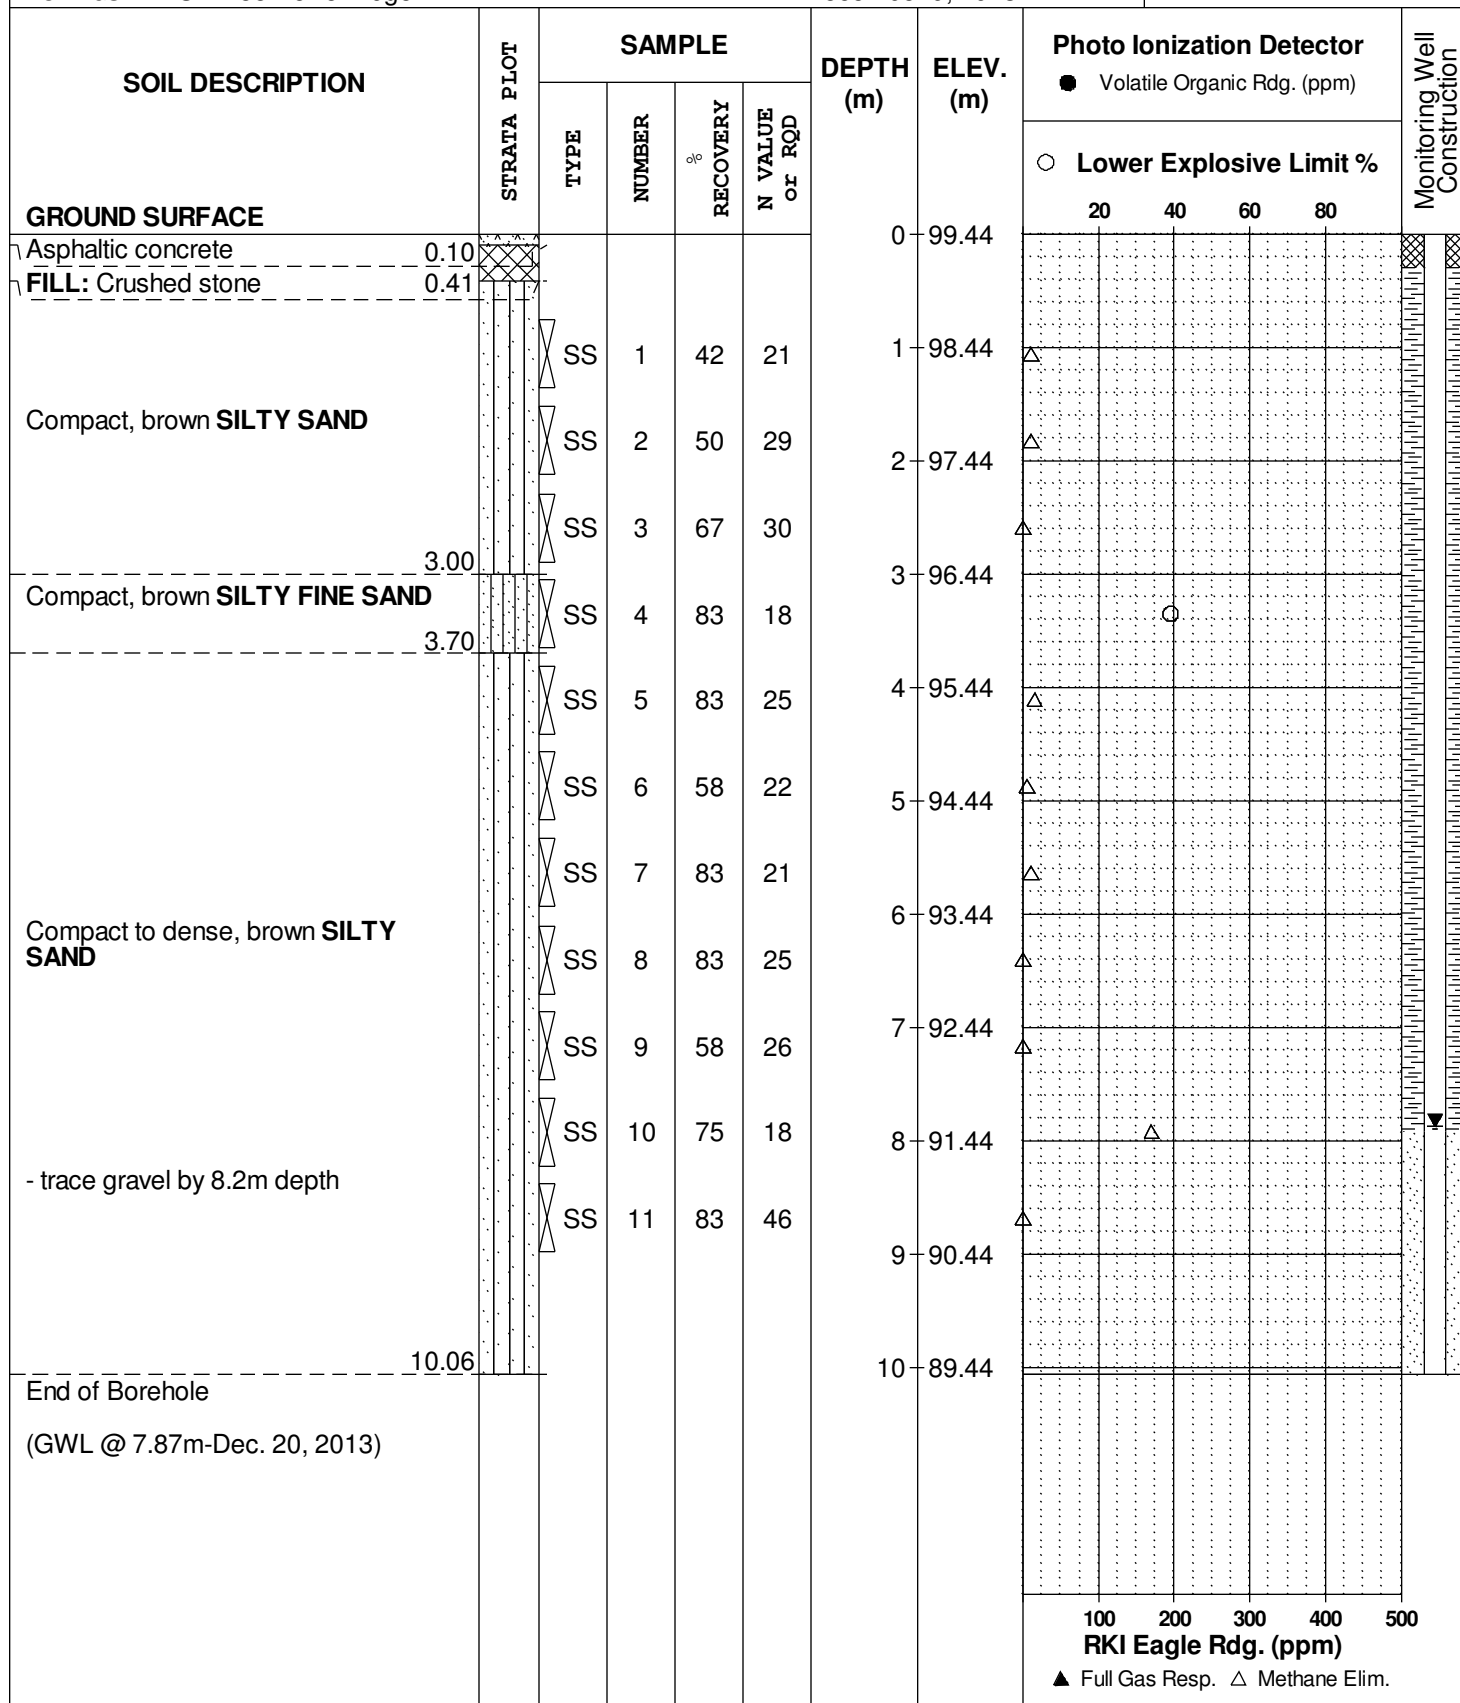 SOIL DESCRIPTION
STRATA PLOT
SAMPLE
TYPE
NUMBER
% RECOVERY
N VALUE or RQD
DEPTH (m)
ELEV. (m)
Photo Ionization Detector
● Volatile Organic Rdg. (ppm)
○ Lower Explosive Limit %
20 40 60 80
Monitoring Well Construction
GROUND SURFACE
0 99.44
Asphaltic concrete 0.10
FILL: Crushed stone 0.41
SS 1 42 21
1 98.44
Compact, brown SILTY SAND
SS 2 50 29
2 97.44
SS 3 67 30
3.00
3 96.44
Compact, brown SILTY FINE SAND
SS 4 83 18
3.70
4 95.44
SS 5 83 25
SS 6 58 22
5 94.44
SS 7 83 21
6 93.44
Compact to dense, brown SILTY
SAND
SS 8 83 25
7 92.44
SS 9 58 26
SS 10 75 18
8 91.44
- trace gravel by 8.2m depth
SS 11 83 46
9 90.44
10.06
10 89.44
End of Borehole
(GWL @ 7.87m-Dec. 20, 2013)
100 200 300 400 500
RKI Eagle Rdg. (ppm)
▲ Full Gas Resp. △ Methane Elim.